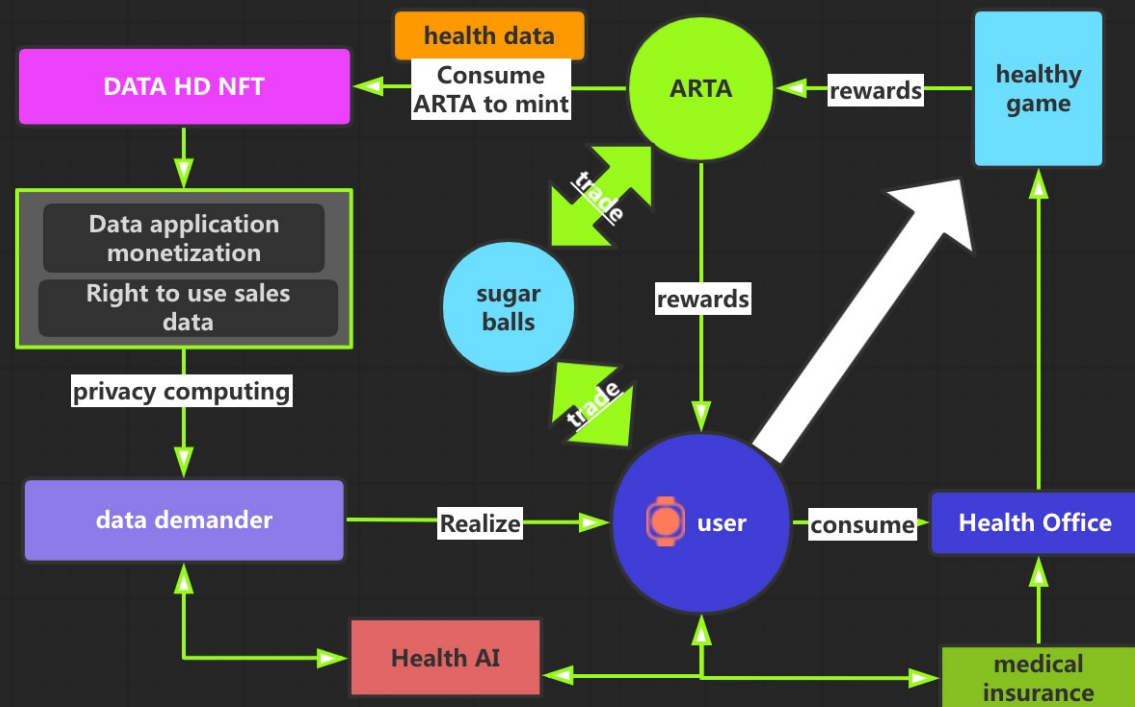 health data
DATA HD NFT
Consume
ARTA to mint
ARTA
rewards
healthy
game
trade
Data application
monetization
Right to use sales
data
sugar
balls
rewards
privacy computing
trade
data demander
Realize
user
consume
Health Office
Health AI
medical
insurance